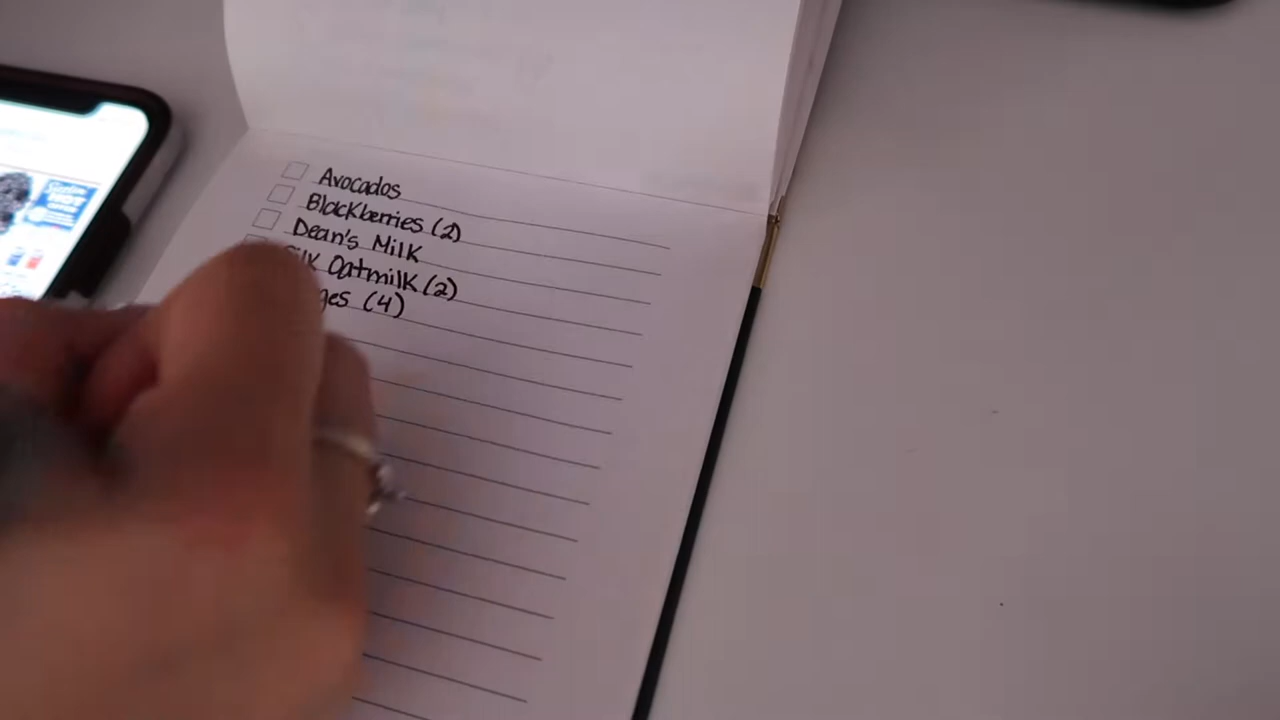 Avocados
Blackberries (2)
Dean's Milk
Oatmilk (2)
(4)